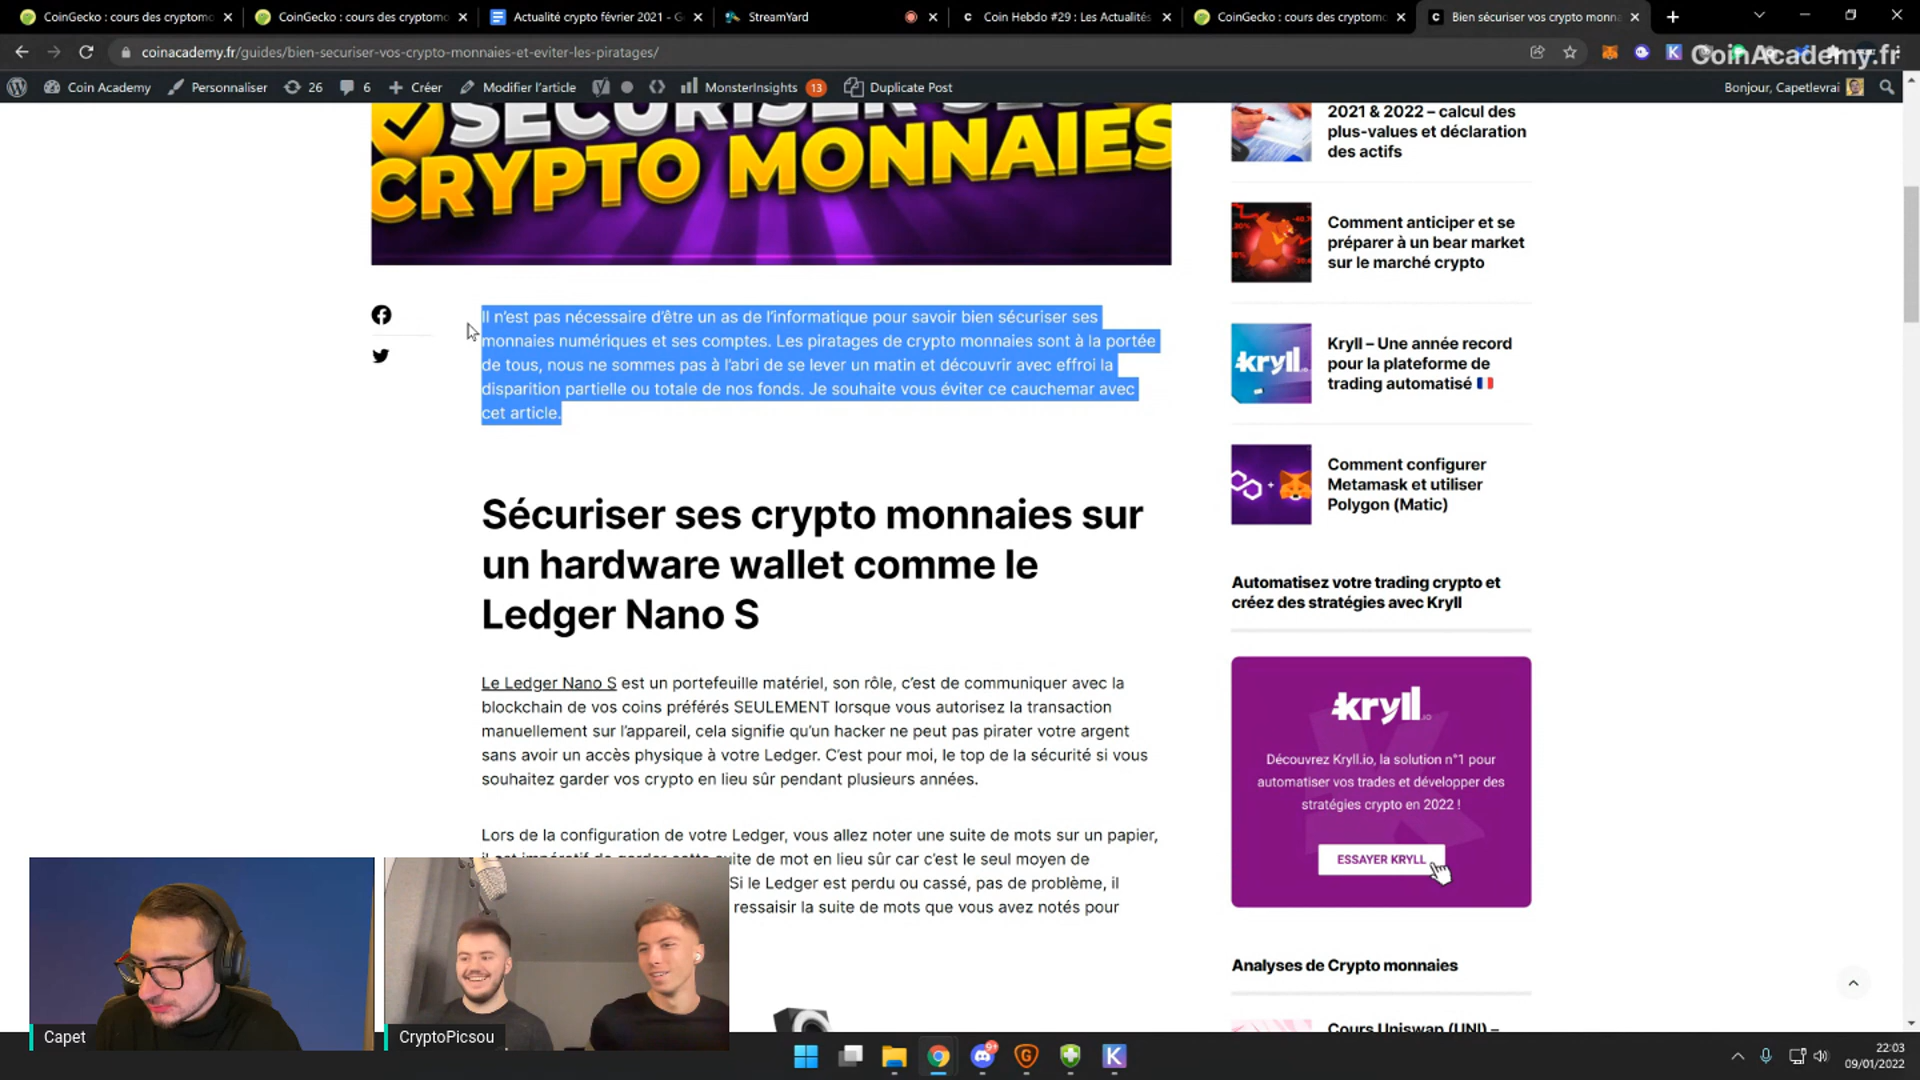 CoinGecko : cours des cryptomo
CoinGecko : cours des cryptomo
Actualité crypto février 2021 - G
StreamYard
Coin Hebdo #29 : Les Actualités
CoinGecko : cours des cryptomo
Bien sécuriser vos crypto monna
coinacademy.fr/guides/bien-securiser-vos-crypto-monnaies-et-eviter-les-piratages/
CoinAcademy.fr
Coin Academy
Personnaliser
26
6
Créer
Modifier l'article
MonsterInsights
13
Duplicate Post
Bonjour, Capetlevrai
CRYPTO MONNAIES
Il n'est pas nécessaire d'être un as de l'informatique pour savoir bien sécuriser ses
monnaies numériques et ses comptes. Les piratages de crypto monnaies sont à la portée
de tous, nous ne sommes pas à l'abri de se lever un matin et découvrir avec effroi la
disparition partielle ou totale de nos fonds. Je souhaite vous éviter ce cauchemar avec
cet article.
Sécuriser ses crypto monnaies sur
un hardware wallet comme le
Ledger Nano S
Le Ledger Nano S est un portefeuille matériel, son rôle, c'est de communiquer avec la
blockchain de vos coins préférés SEULEMENT lorsque vous autorisez la transaction
manuellement sur l'appareil, cela signifie qu'un hacker ne peut pas pirater votre argent
sans avoir un accès physique à votre Ledger. C'est pour moi, le top de la sécurité si vous
souhaitez garder vos crypto en lieu sûr pendant plusieurs années.
Lors de la configuration de votre Ledger, vous allez noter une suite de mots sur un papier,
il est impératif de garder cette suite de mot en lieu sûr car c'est le seul moyen de
Si le Ledger est perdu ou cassé, pas de problème, il
ressaisir la suite de mots que vous avez notés pour
2021 & 2022 – calcul des
plus-values et déclaration
des actifs
Comment anticiper et se
préparer à un bear market
sur le marché crypto
kryll
Kryll – Une année record
pour la plateforme de
trading automatisé
Comment configurer
Metamask et utiliser
Polygon (Matic)
Automatisez votre trading crypto et
créez des stratégies avec Kryll
kryll.io
Découvrez Kryll.io, la solution n°1 pour
automatiser vos trades et développer des
stratégies crypto en 2022 !
ESSAYER KRYLL
Analyses de Crypto monnaies
Cours Uniswap (UNI) –
Capet
CryptoPicsou
22:03
09/01/2022